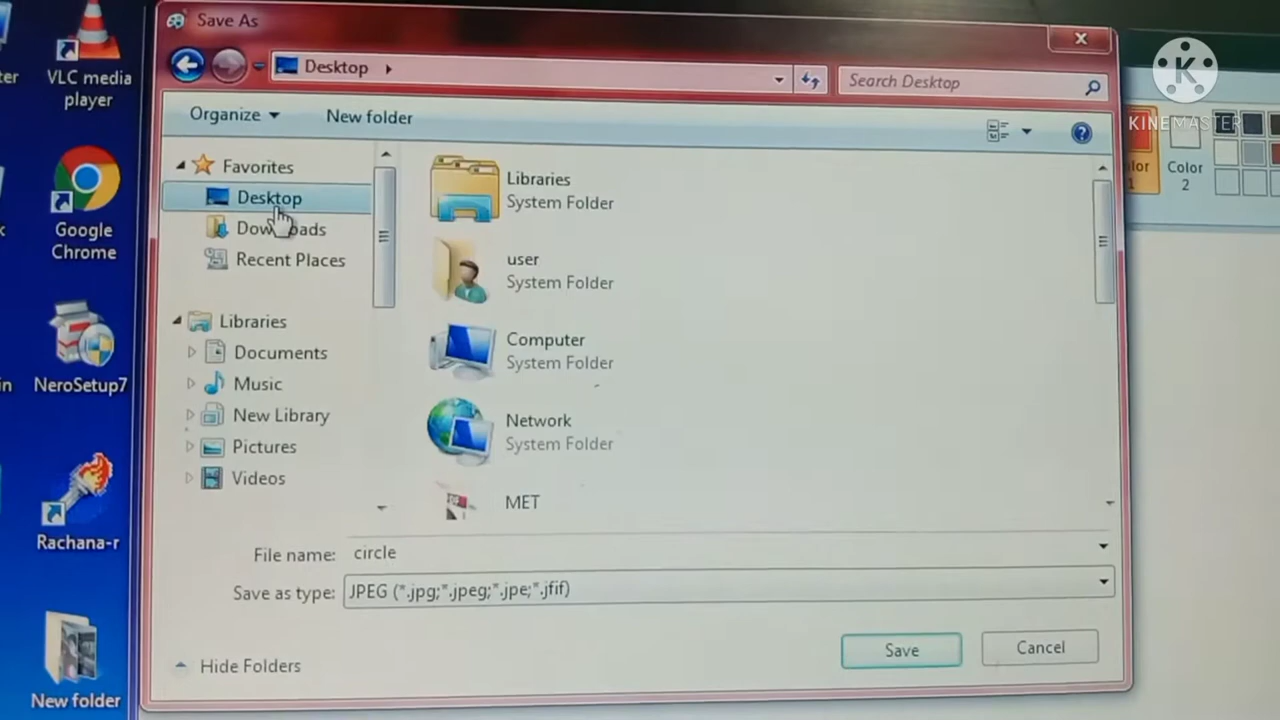 Save As
Desktop
Search Desktop
Organize
New folder
Favorites
Desktop
Recent Places
Libraries
Documents
Music
New Library
Pictures
Videos
Libraries
System Folder
user
System Folder
Computer
System Folder
Network
System Folder
MET
File name: circle
Save as type: JPEG (*.jpg;*.jpeg;*.jpe;*.jfif)
Hide Folders
Save
Cancel
VLC media
player
Google
Chrome
NeroSetup7
Rachana-r
New folder
K
KINEMASTER
Color
2